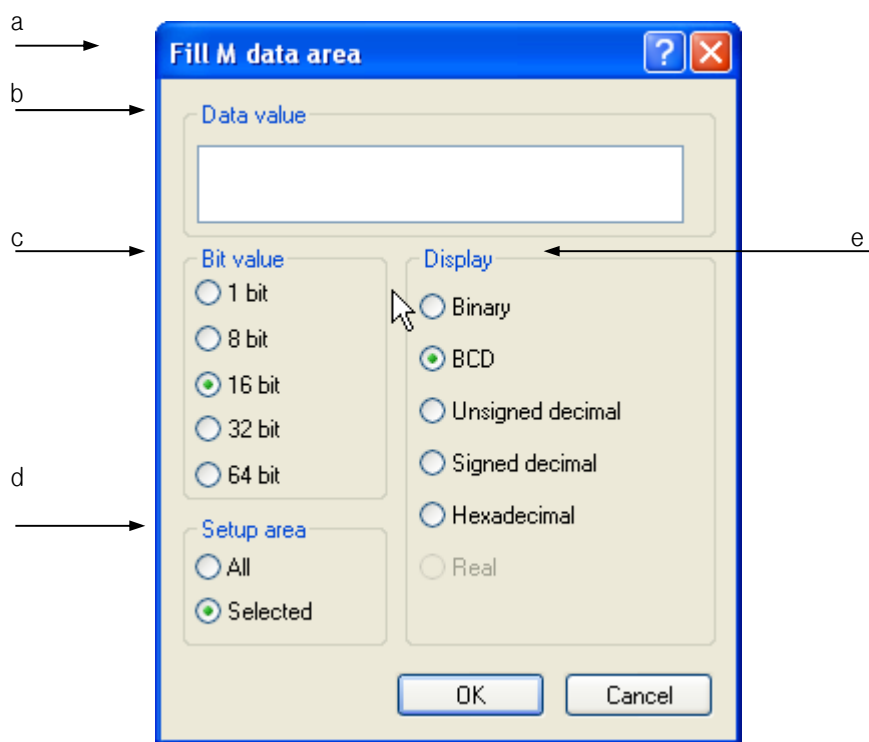 a
Fill M data area
b
Data value
c
e
Bit value
Display
1 bit
Binary
8 bit
BCD
16 bit
Unsigned decimal
32 bit
Signed decimal
64 bit
d
Hexadecimal
Setup area
All
Real
Selected
OK
Cancel